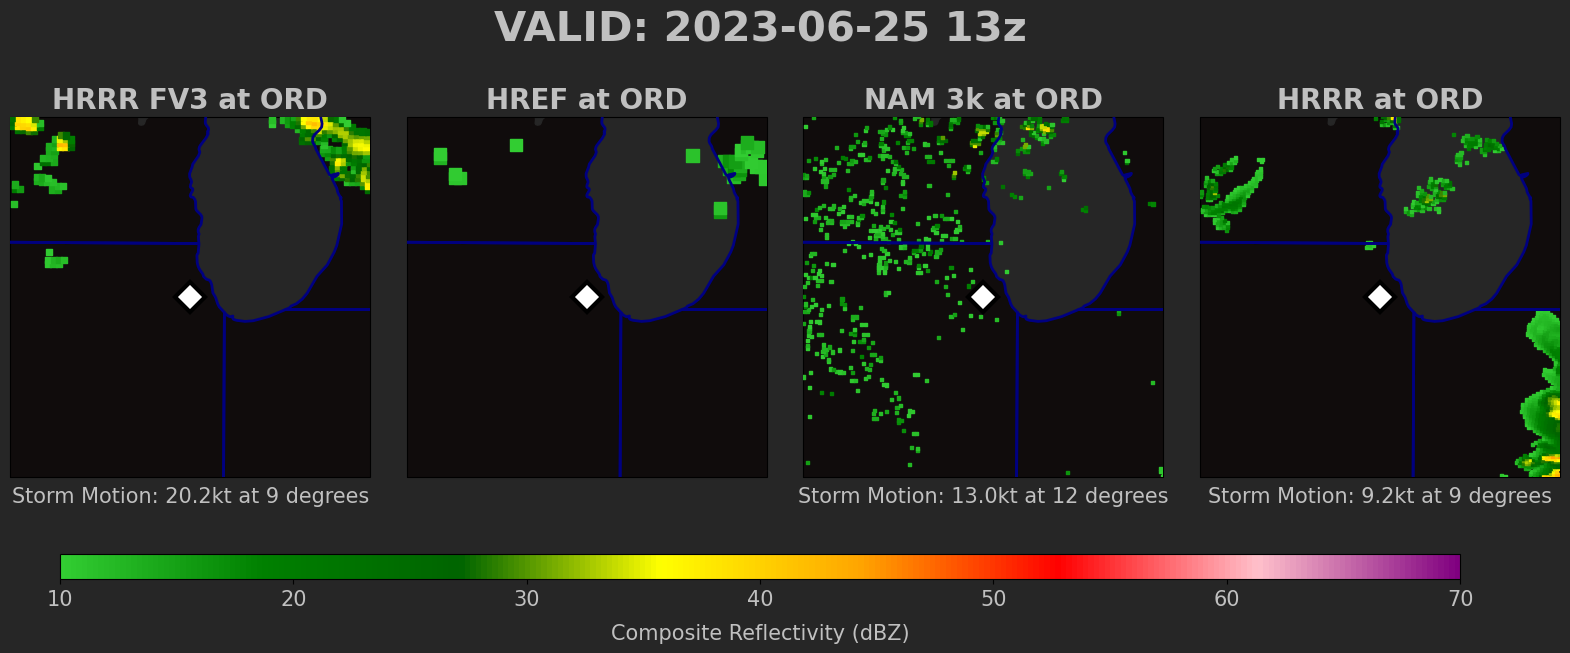 VALID: 2023-06-25 13z
HRRR FV3 at ORD
HREF at ORD
NAM 3k at ORD
HRRR at ORD
Storm Motion: 20.2kt at 9 degrees
Storm Motion: 13.0kt at 12 degrees
Storm Motion: 9.2kt at 9 degrees
10 20 30 40 50 60 70
Composite Reflectivity (dBZ)